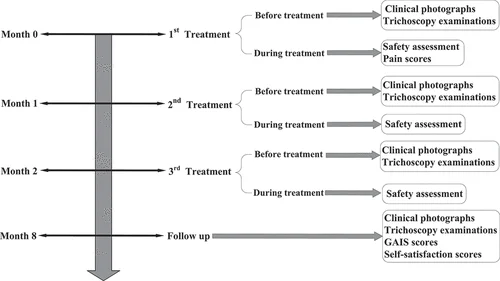 Month 0
1st Treatment
Before treatment
Clinical photographs
Trichoscopy examinations
During treatment
Safety assessment
Pain scores
Month 1
2nd Treatment
Before treatment
Clinical photographs
Trichoscopy examinations
During treatment
Safety assessment
Month 2
3rd Treatment
Before treatment
Clinical photographs
Trichoscopy examinations
During treatment
Safety assessment
Month 8
Follow up
Clinical photographs
Trichoscopy examinations
GAIS scores
Self-satisfaction scores